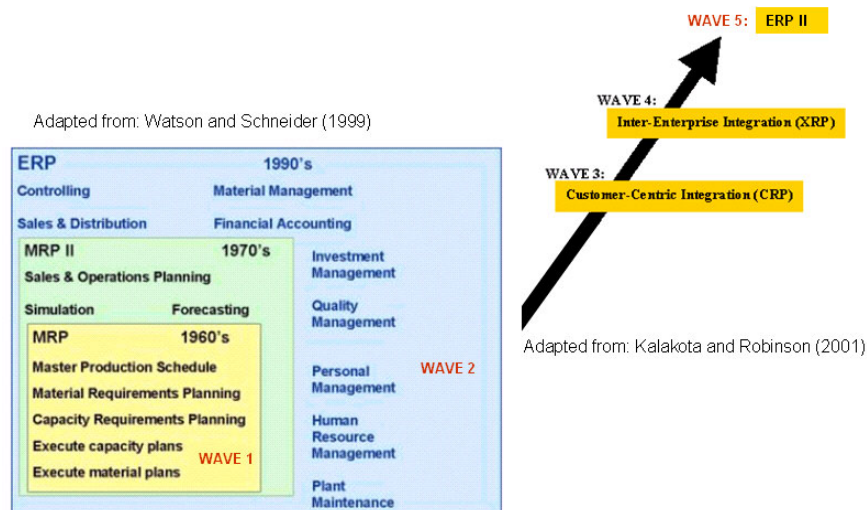 WAVE 5: ERP II
WAVE 4:
Inter-Enterprise Integration (XRP)
WAVE 3:
Customer-Centric Integration (CRP)
Adapted from: Kalakota and Robinson (2001)
Adapted from: Watson and Schneider (1999)
ERP 1990's
Controlling Material Management
Sales & Distribution Financial Accounting
MRP II 1970's
Sales & Operations Planning
Simulation Forecasting
MRP 1960's
Master Production Schedule
Material Requirements Planning
Capacity Requirements Planning
Execute capacity plans
WAVE 1
Execute material plans
Investment
Management
Quality
Management
Personal
Management
WAVE 2
Human
Resource
Management
Plant
Maintenance